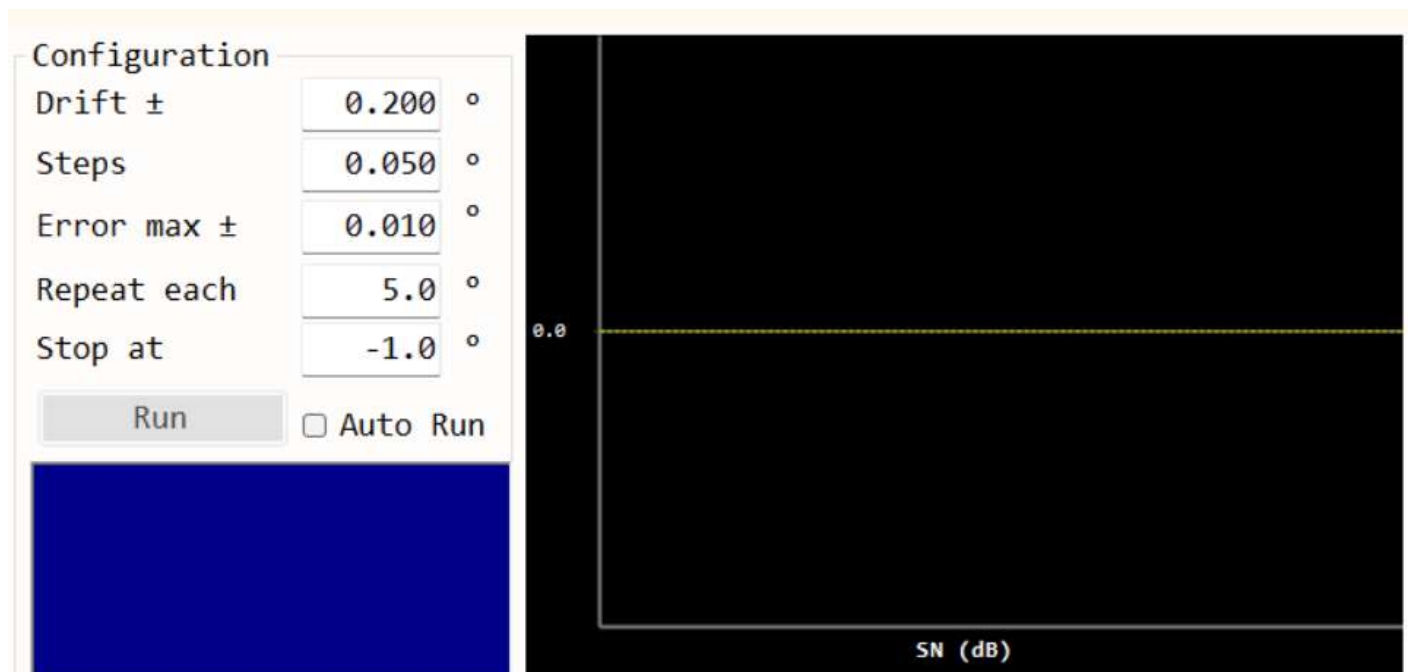 Configuration
Drift ± 0.200 °
Steps 0.050 °
Error max ± 0.010 °
Repeat each 5.0 °
Stop at -1.0 °
Run Auto Run
0.0
SN (dB)